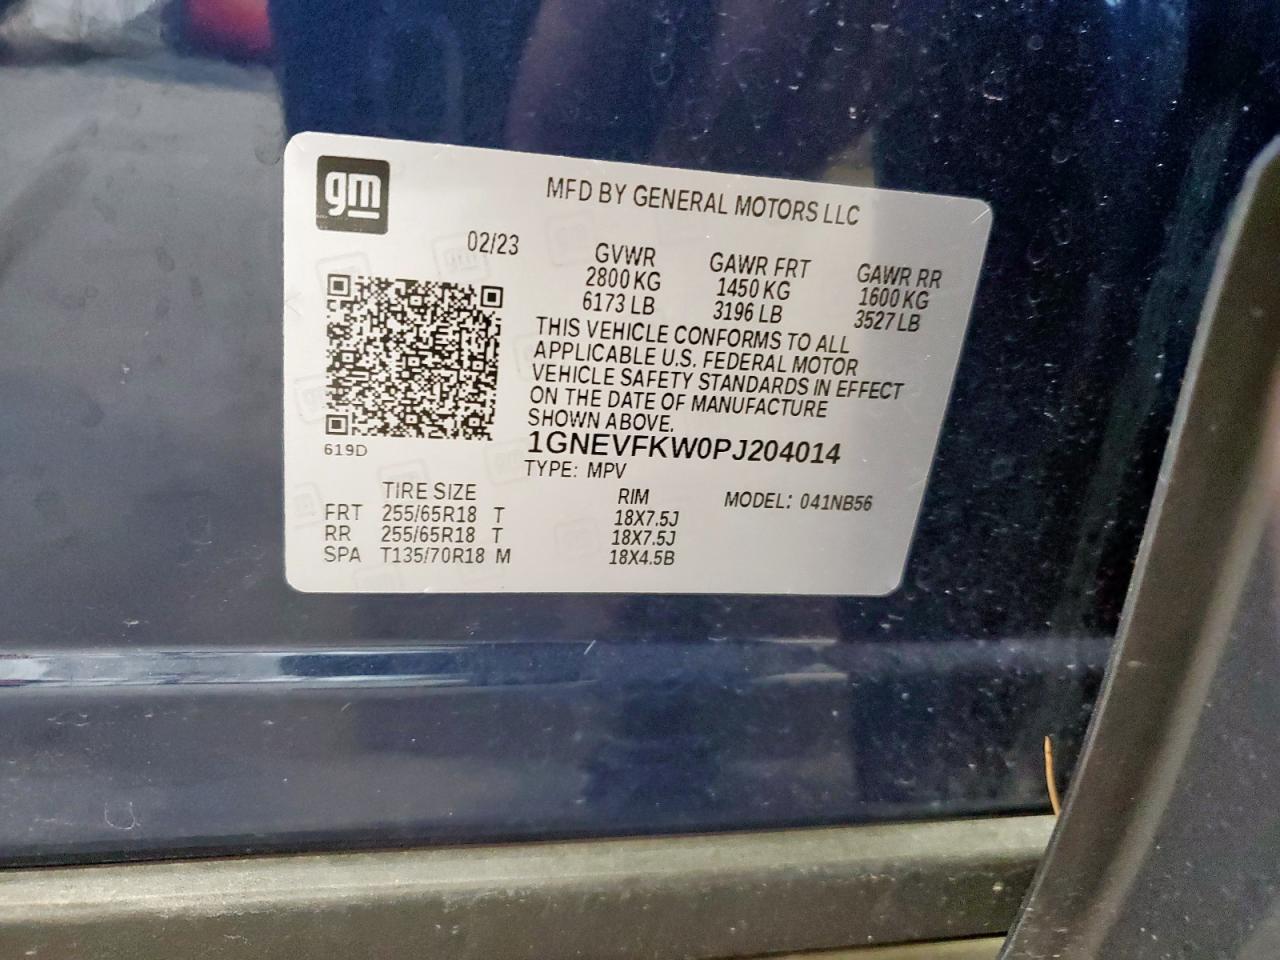 gm
MFD BY GENERAL MOTORS LLC
02/23
GVWR GAWR FRT GAWR RR
2800 KG 1450 KG 1600 KG
6173 LB 3196 LB 3527 LB
THIS VEHICLE CONFORMS TO ALL
APPLICABLE U.S. FEDERAL MOTOR
VEHICLE SAFETY STANDARDS IN EFFECT
ON THE DATE OF MANUFACTURE
SHOWN ABOVE.
1GNEVFKW0PJ204014
619D
TYPE: MPV
TIRE SIZE RIM MODEL: 041NB56
FRT 255/65R18 T 18X7.5J
RR 255/65R18 T 18X7.5J
SPA T135/70R18 M 18X4.5B